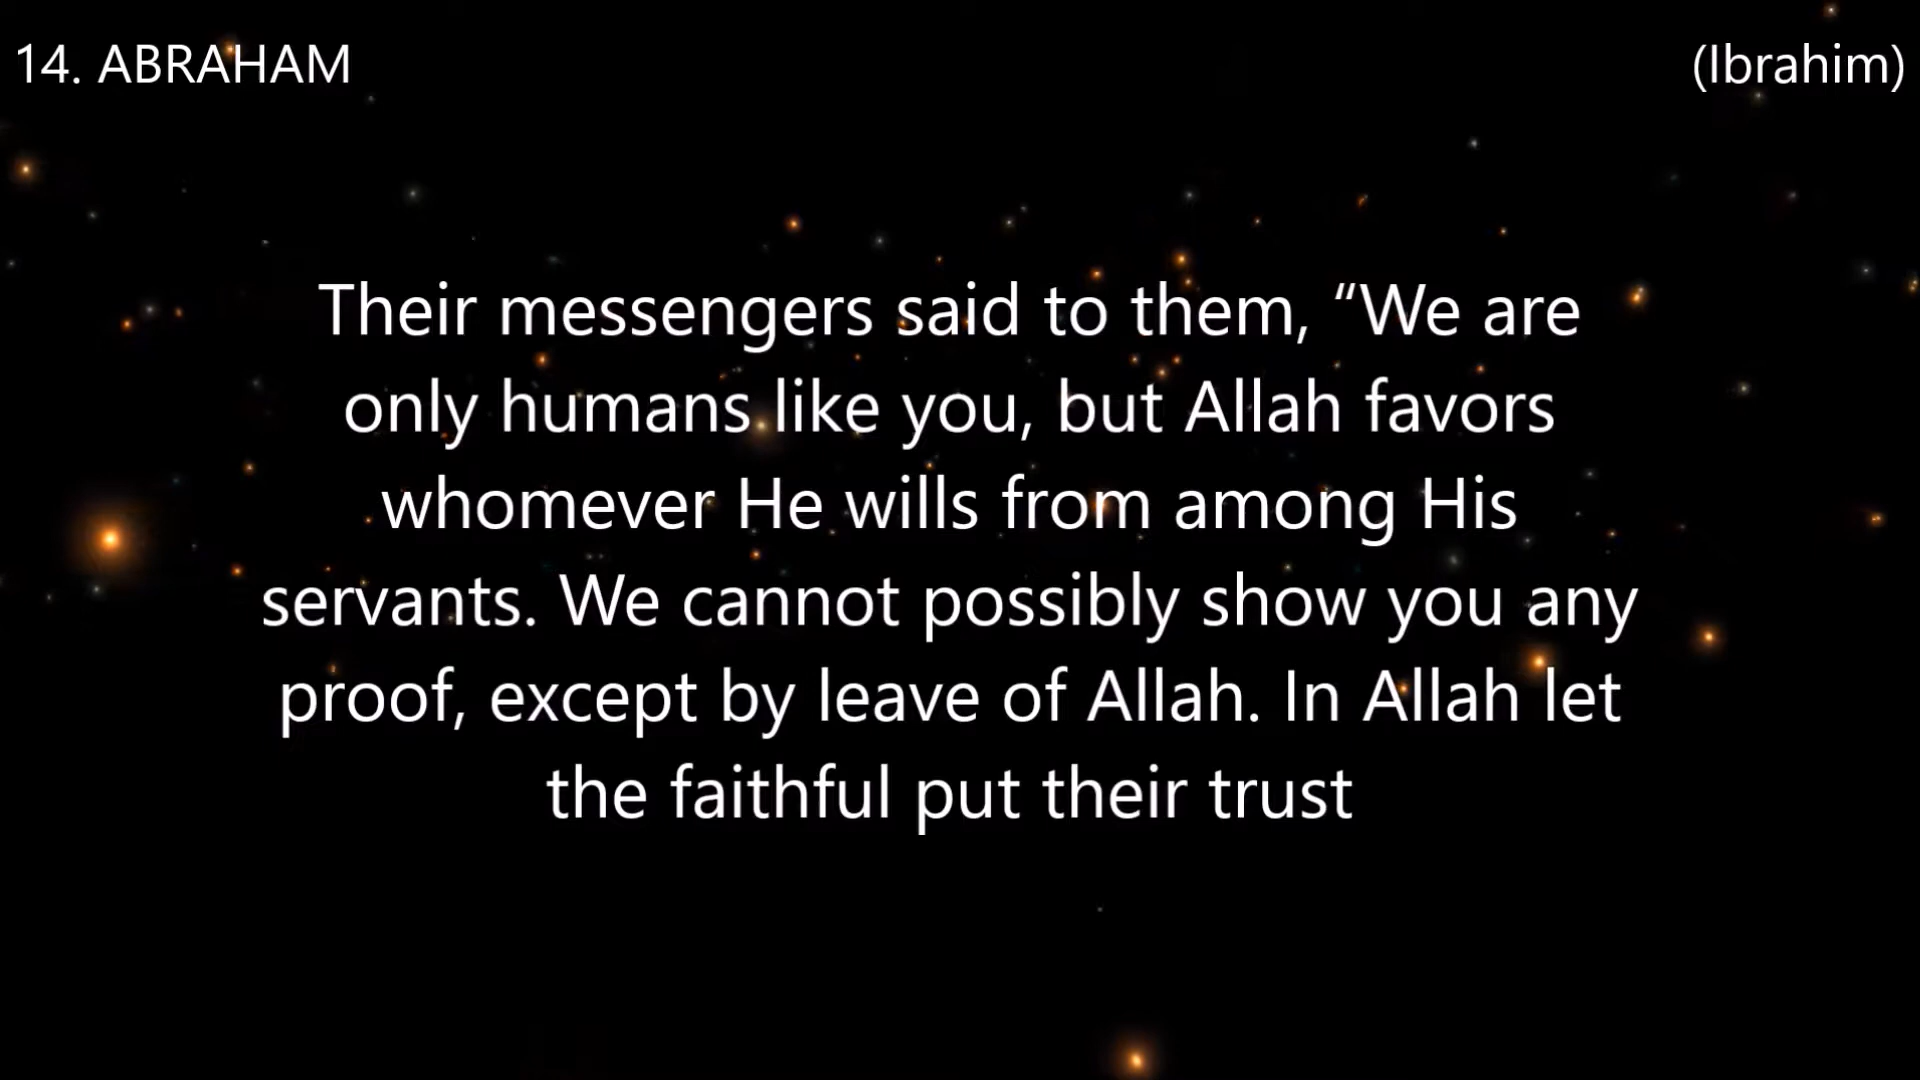 14. ABRAHAM
(Ibrahim)
Their messengers said to them, “We are
only humans like you, but Allah favors
whomever He wills from among His
servants. We cannot possibly show you any
proof, except by leave of Allah. In Allah let
the faithful put their trust